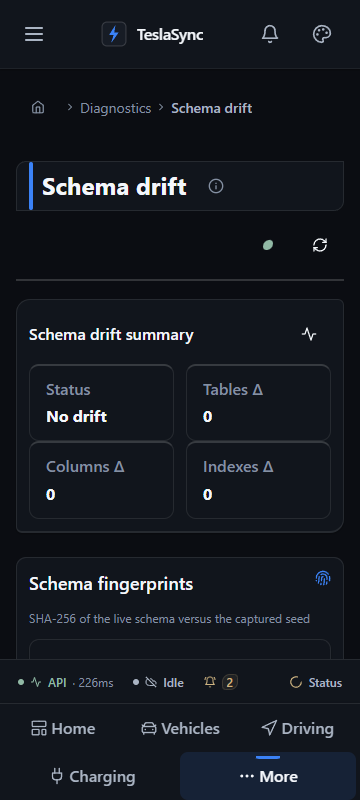 TeslaSync
Diagnostics Schema drift
Schema drift
Schema drift summary
Status
No drift
Tables Δ
0
Columns Δ
0
Indexes Δ
0
Schema fingerprints
SHA-256 of the live schema versus the captured seed
API · 226ms Idle 2 Status
Home Vehicles Driving
Charging More